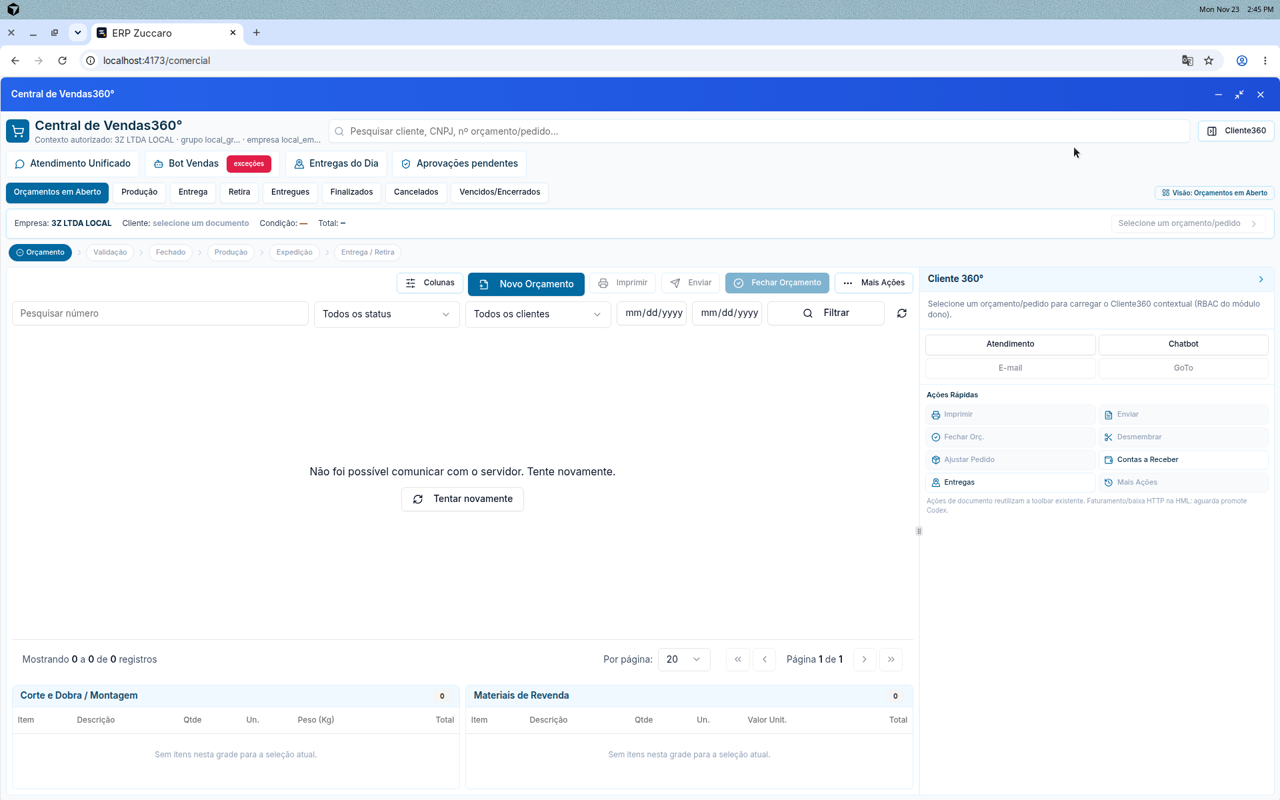 Mon Nov 23 2:45 PM
ERP Zuccaro
localhost:4173/comercial
Central de Vendas360°
Central de Vendas360°
Contexto autorizado: 3Z LTDA LOCAL · grupo local_gr... · empresa local_em...
Pesquisar cliente, CNPJ, nº orçamento/pedido...
Cliente360
Atendimento Unificado
Bot Vendas
exceções
Entregas do Dia
Aprovações pendentes
Orçamentos em Aberto
Produção
Entrega
Retira
Entregues
Finalizados
Cancelados
Vencidos/Encerrados
Visão: Orçamentos em Aberto
Empresa: 3Z LTDA LOCAL Cliente: selecione um documento Condição: — Total: –
Selecione um orçamento/pedido
Orçamento
Validação
Fechado
Produção
Expedição
Entrega / Retira
Colunas
Novo Orçamento
Imprimir
Enviar
Fechar Orçamento
Mais Ações
Pesquisar número
Todos os status
Todos os clientes
mm/dd/yyyy
mm/dd/yyyy
Filtrar
Não foi possível comunicar com o servidor. Tente novamente.
Tentar novamente
Mostrando 0 a 0 de 0 registros
Por página: 20
Página 1 de 1
Corte e Dobra / Montagem 0
Item Descrição Qtde Un. Peso (Kg) Total
Sem itens nesta grade para a seleção atual.
Materiais de Revenda 0
Item Descrição Qtde Un. Valor Unit. Total
Sem itens nesta grade para a seleção atual.
Cliente 360°
Selecione um orçamento/pedido para carregar o Cliente360 contextual (RBAC do módulo
dono).
Atendimento
Chatbot
E-mail
GoTo
Ações Rápidas
Imprimir
Enviar
Fechar Orç.
Desmembrar
Ajustar Pedido
Contas a Receber
Entregas
Mais Ações
Ações de documento reutilizam a toolbar existente. Faturamento/baixa HTTP na HML: aguarda promote
Codex.